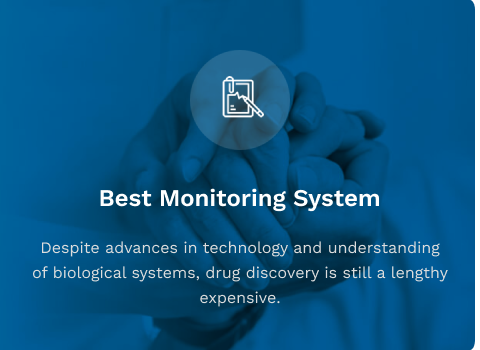 Best Monitoring System
Despite advances in technology and understanding
of biological systems, drug discovery is still a lengthy
expensive.